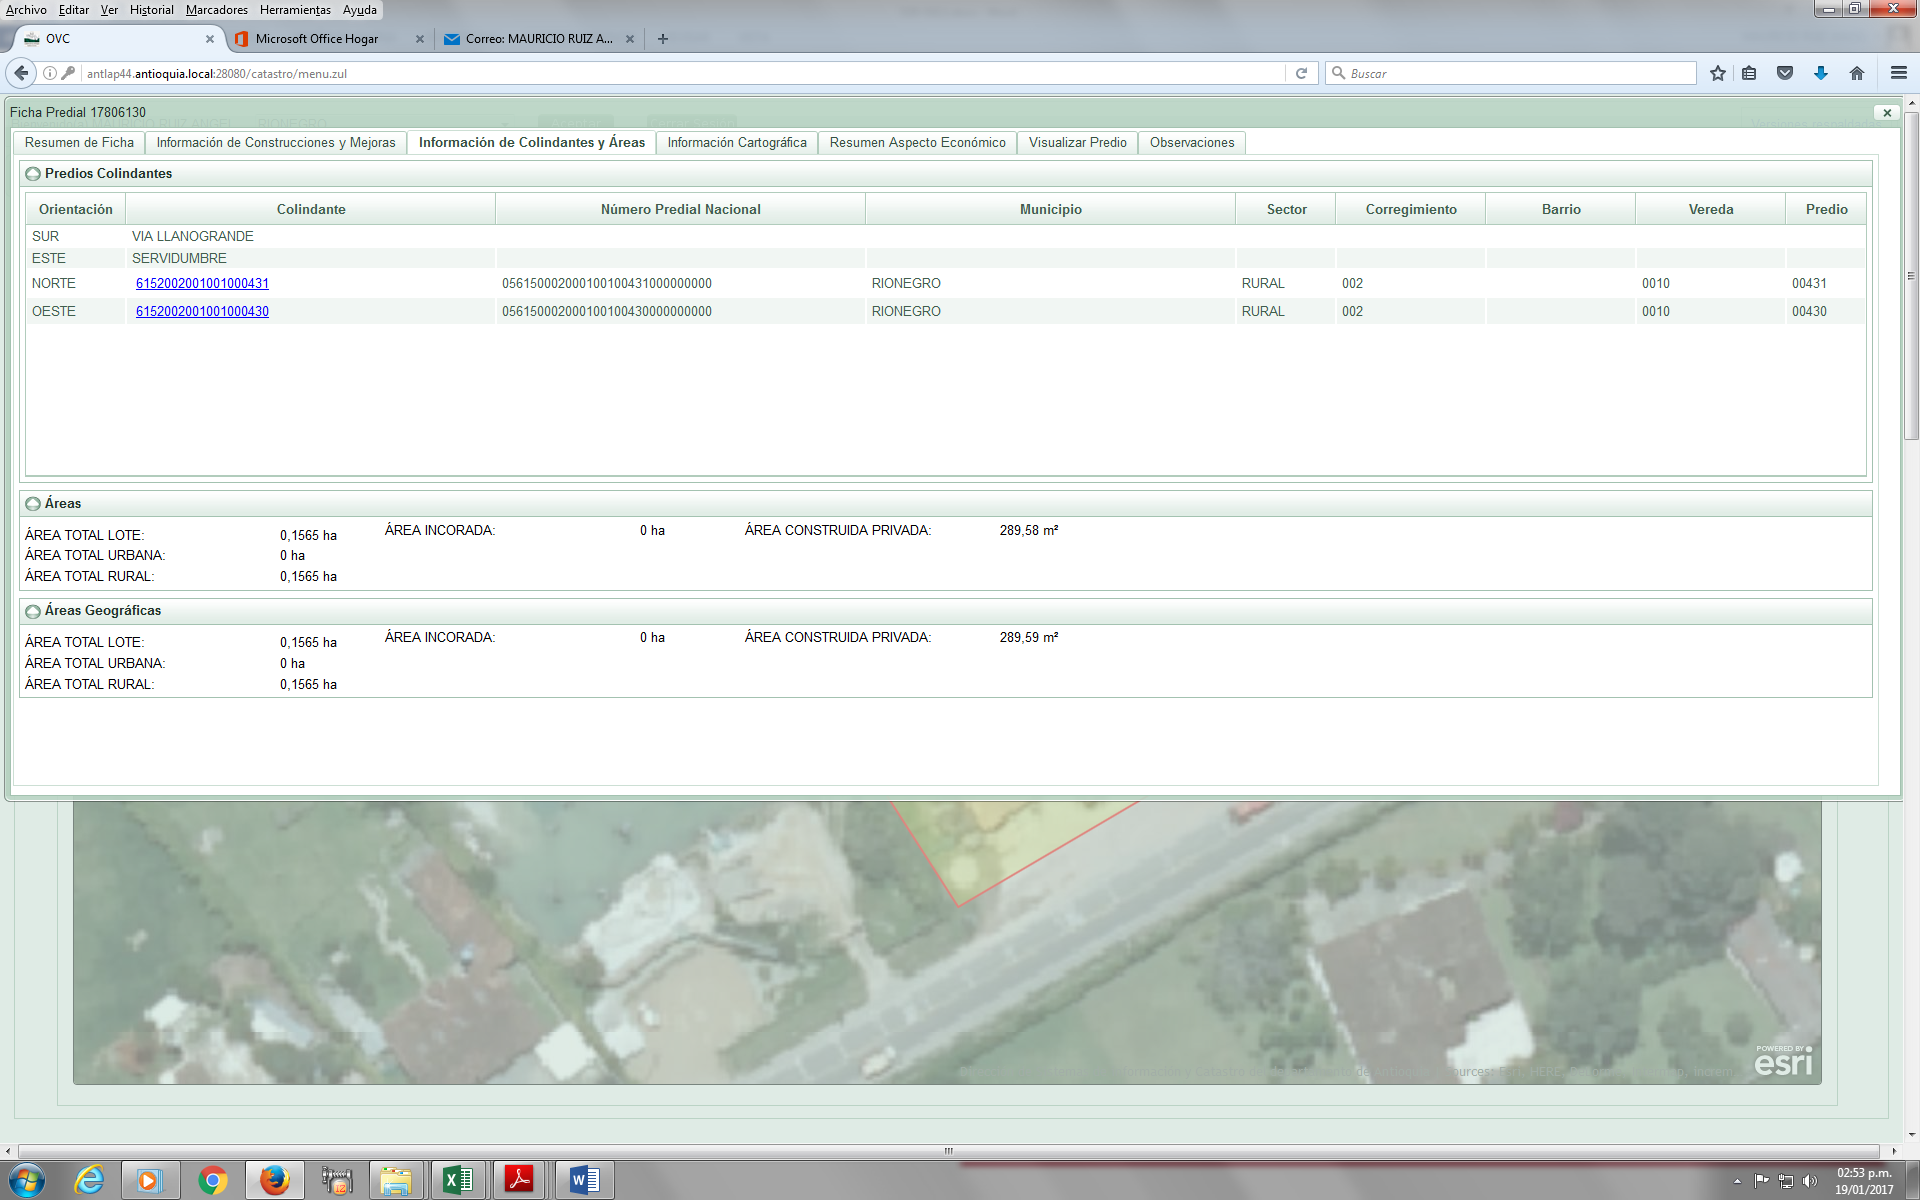 Archivo Editar Ver Historial Marcadores Herramientas Ayuda
OVC Microsoft Office Hogar Correo: MAURICIO RUIZ A...
antlap44.antioquia.local:28080/catastro/menu.zul Buscar
Ficha Predial 17806130
Resumen de Ficha Información de Construcciones y Mejoras Información de Colindantes y Áreas Información Cartográfica Resumen Aspecto Económico Visualizar Predio Observaciones
Predios Colindantes
Orientación Colindante Número Predial Nacional Municipio Sector Corregimiento Barrio Vereda Predio
SUR VIA LLANOGRANDE
ESTE SERVIDUMBRE
NORTE 6152002001001000431 056150002000100100431000000000 RIONEGRO RURAL 002 0010 00431
OESTE 6152002001001000430 056150002000100100430000000000 RIONEGRO RURAL 002 0010 00430
Áreas
ÁREA TOTAL LOTE: 0,1565 ha ÁREA INCORADA: 0 ha ÁREA CONSTRUIDA PRIVADA: 289,58 m²
ÁREA TOTAL URBANA: 0 ha
ÁREA TOTAL RURAL: 0,1565 ha
Áreas Geográficas
ÁREA TOTAL LOTE: 0,1565 ha ÁREA INCORADA: 0 ha ÁREA CONSTRUIDA PRIVADA: 289,59 m²
ÁREA TOTAL URBANA: 0 ha
ÁREA TOTAL RURAL: 0,1565 ha
POWERED BY
esri
02:53 p.m.
19/01/2017